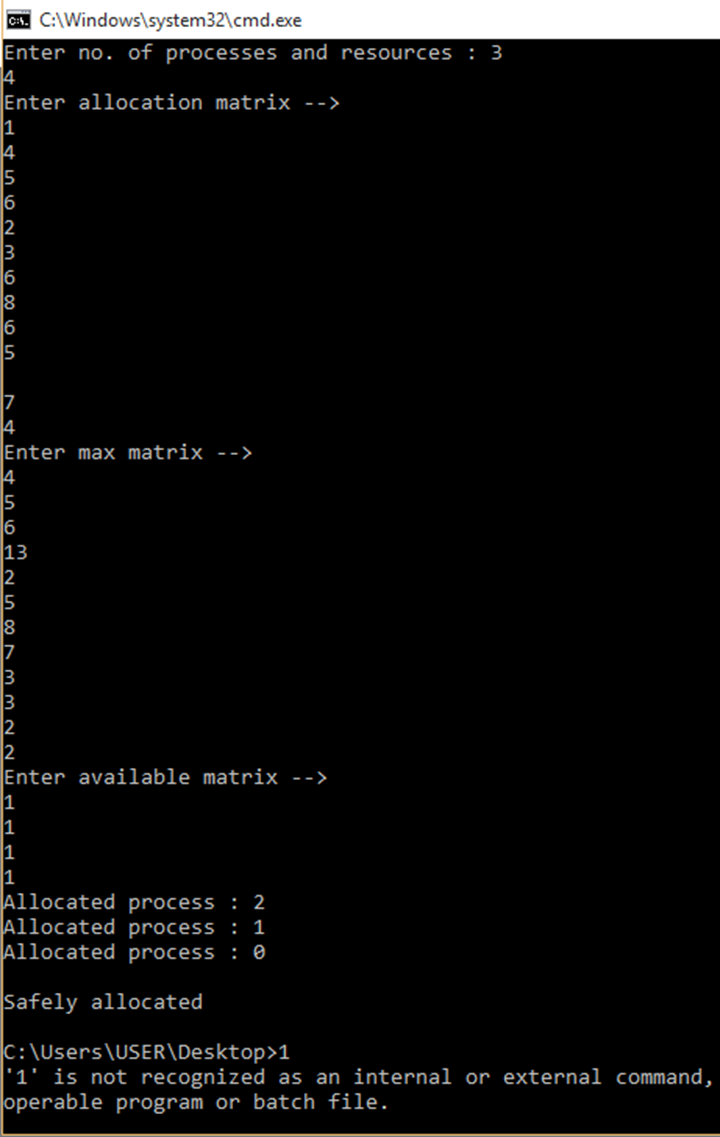 C:\Windows\system32\cmd.exe
Enter no. of processes and resources : 3
4
Enter allocation matrix -->
1
4
5
6
2
3
6
8
6
5
7
4
Enter max matrix -->
4
5
6
13
2
5
8
7
3
3
2
2
Enter available matrix -->
1
1
1
1
Allocated process : 2
Allocated process : 1
Allocated process : 0
Safely allocated
C:\Users\USER\Desktop>1
'1' is not recognized as an internal or external command,
operable program or batch file.